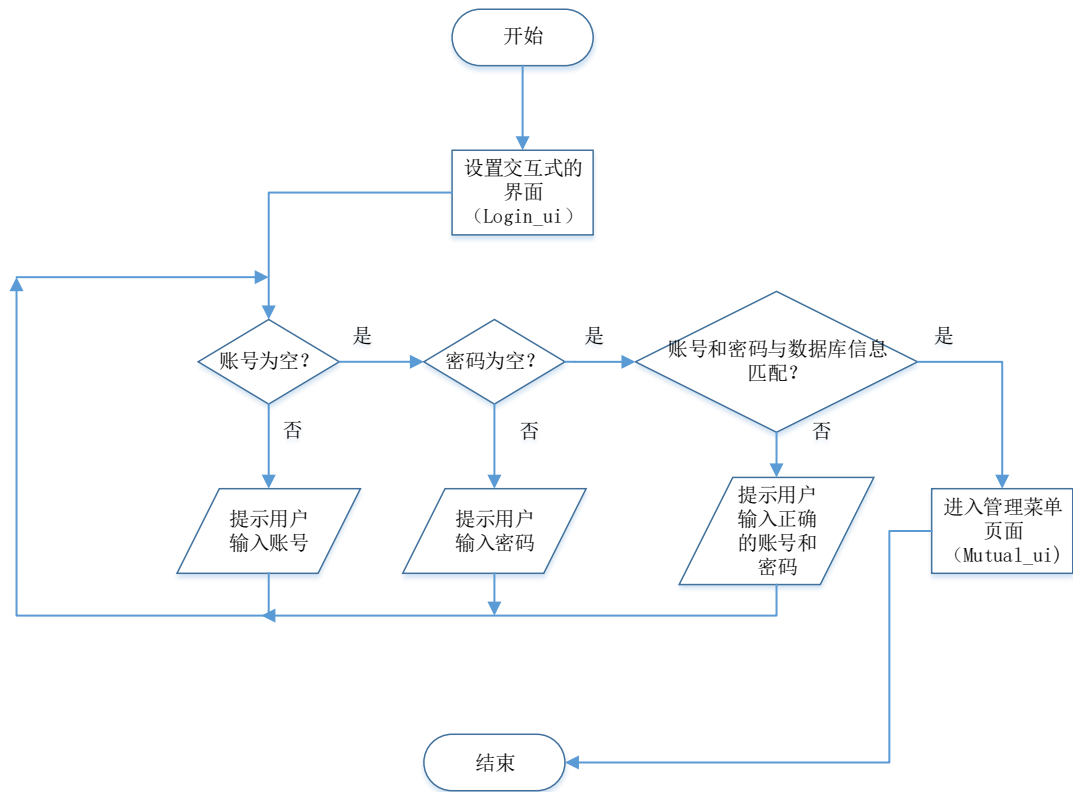 开始
设置交互式的
界面
（Login_ui）
账号为空？
是
密码为空？
是
账号和密码与数据库信息
匹配？
是
否
否
否
提示用户
输入账号
提示用户
输入密码
提示用户
输入正确
的账号和
密码
进入管理菜单
页面
（Mutual_ui）
结束